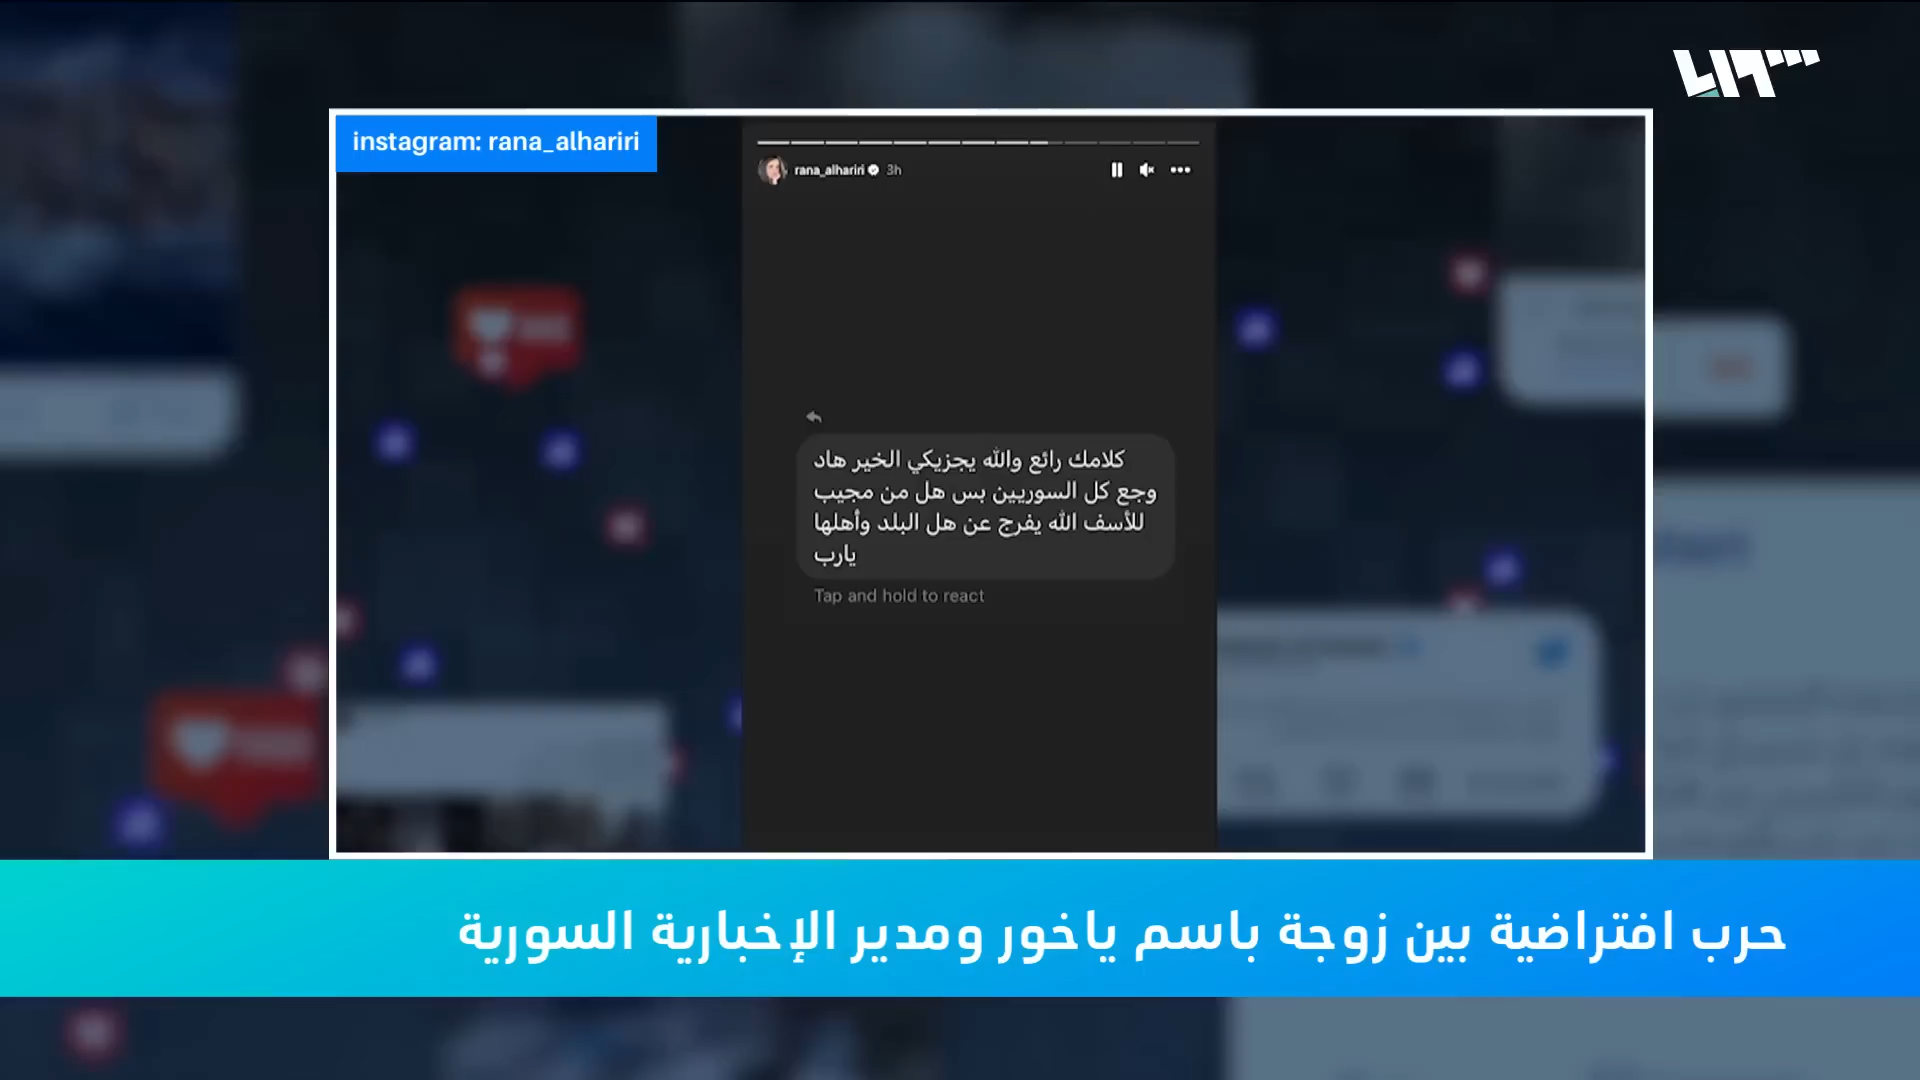 instagram: rana_alhariri
rana_alhariri 3h
كلامك رائع والله يجزيكي الخير هاد
وجع كل السوريين بس هل من مجيب
للأسف الله يفرج عن هل البلد وأهلها
يارب
Tap and hold to react
حرب افتراضية بين زوجة باسم ياخور ومدير الإخبارية السورية